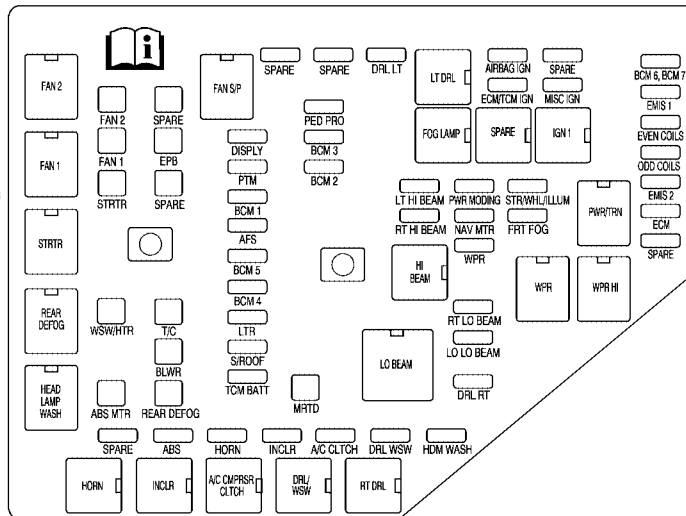 SPARE SPARE DRL LT AIRBAG IGN SPARE
FAN 2 FAN S/P LT DRL BCM 6, BCM 7
ECM/TCM IGN MISC IGN EMIS1
FAN 2 SPARE PED PRO
FOG LAMP SPARE IGN 1 EVEN COILS
DISPLY BCM 3
FAN 1 FAN 1 EPB ODD COILS
PTM BCM 2
LT HI BEAM PWR MODING STR/WHL/ILLUM EMIS 2
STRTR SPARE BCM 1 PWR/TRN
RT HI BEAM NAV MTR FRT FOG ECM
AFS
STRTR WPR SPARE
BCM 5 HI BEAM
WPR WPR HI
BCM 4
REAR DEFOG RT LO BEAM
WSW/HTR T/C LTR
LO LO BEAM
S/ROOF
BLWR LO BEAM
TCM BATT DRL RT
HEAD LAMP WASH
ABS MTR REAR DEFOG MRTD
SPARE ABS HORN INCLR A/C CLTCH DRL WSW HDM WASH
HORN INCLR A/C CMPRSR CLTCH DRL/WSW RT DRL